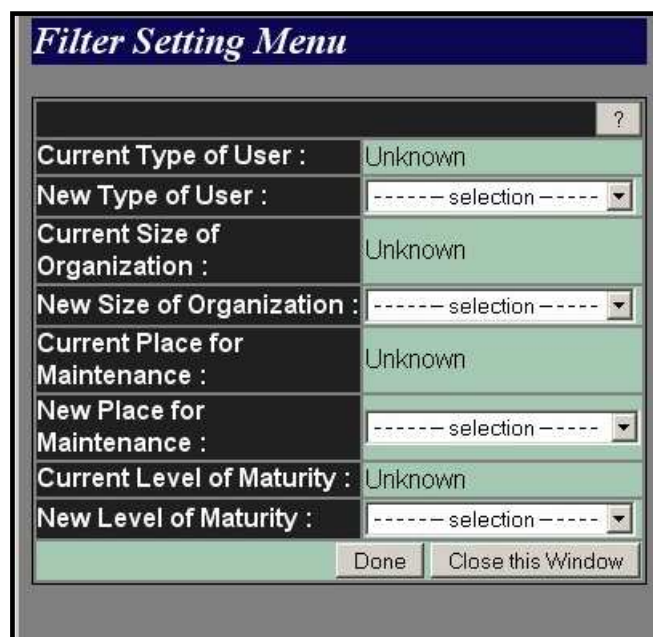 Filter Setting Menu
?
Current Type of User : Unknown
New Type of User : ------- selection ------
Current Size of
Organization : Unknown
New Size of Organization : ------- selection ------
Current Place for
Maintenance : Unknown
New Place for
Maintenance : ------- selection ------
Current Level of Maturity : Unknown
New Level of Maturity : ------- selection ------
Done Close this Window